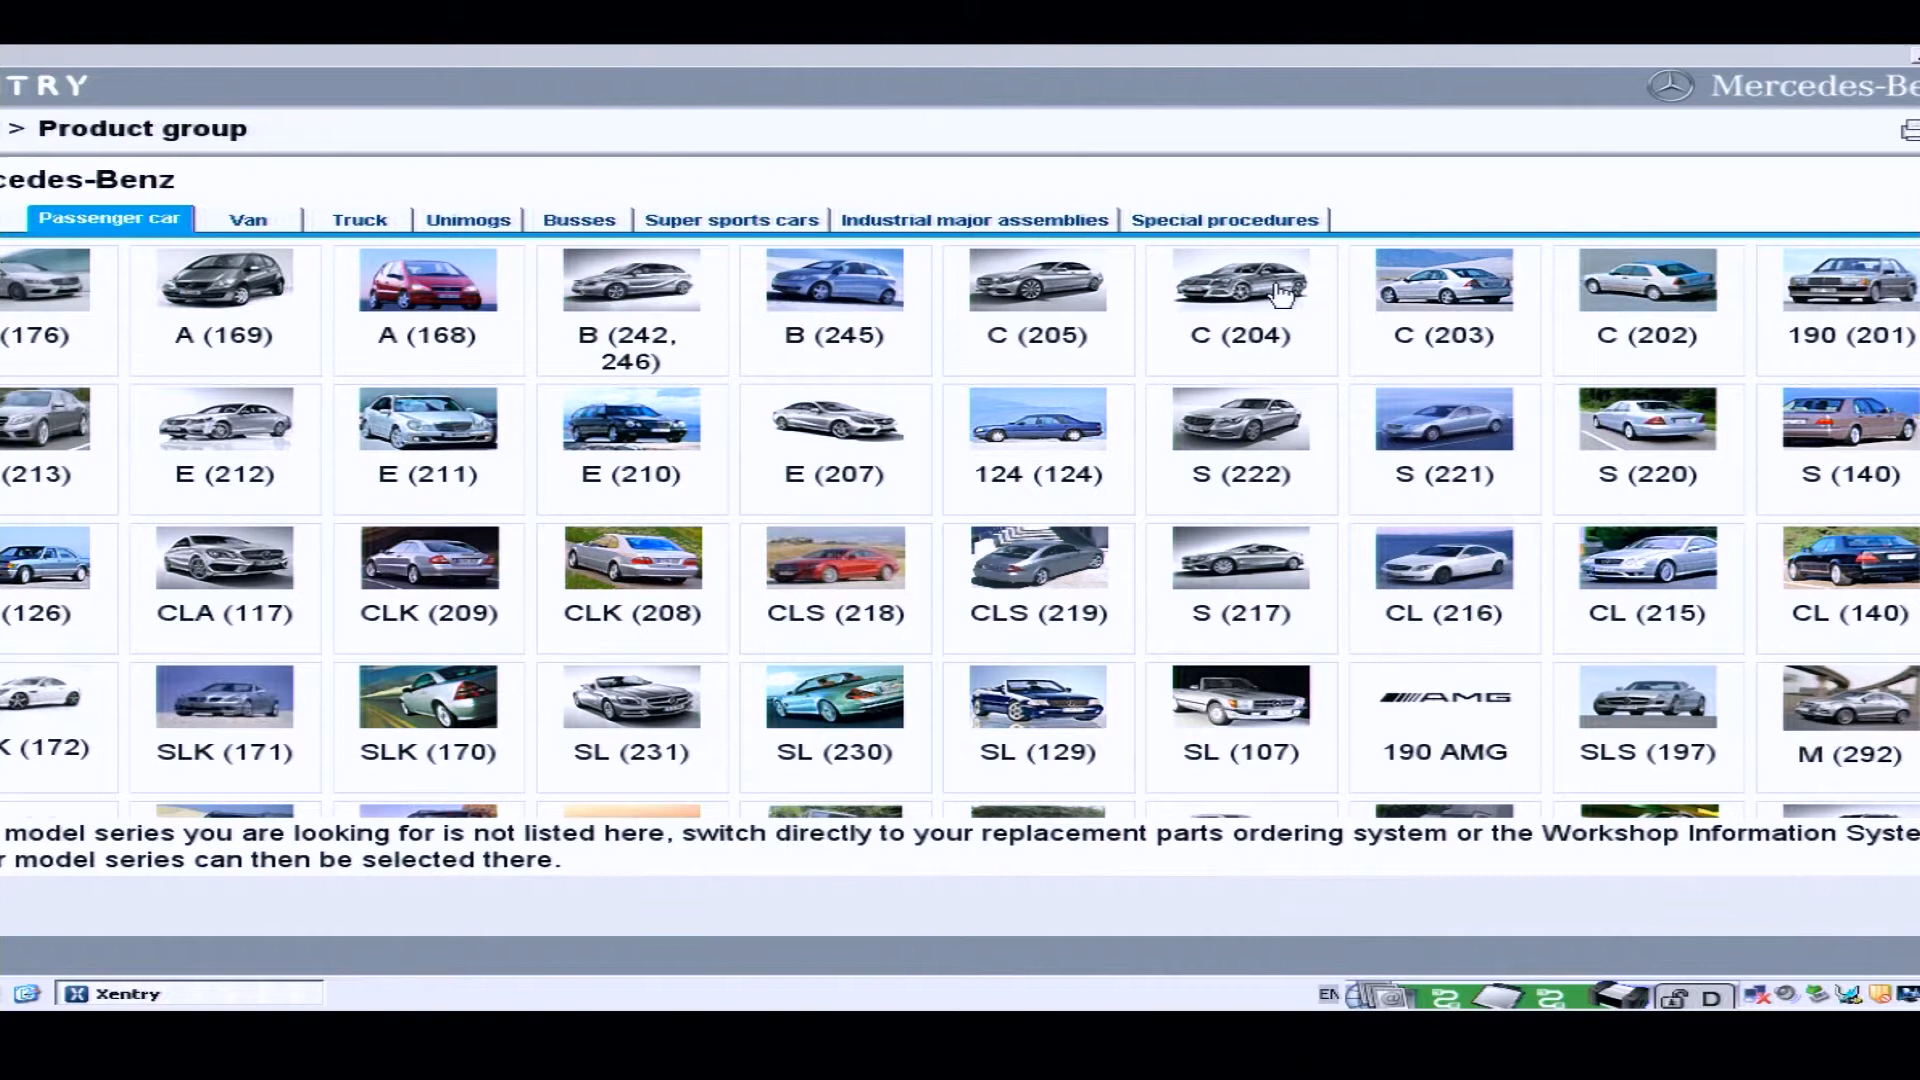 TRY
Mercedes-Be
> Product group
cedes-Benz
Passenger car Van Truck Unimogs Busses Super sports cars Industrial major assemblies Special procedures
(176) A (169) A (168) B (242, 246) B (245) C (205) C (204) C (203) C (202) 190 (201)
(213) E (212) E (211) E (210) E (207) 124 (124) S (222) S (221) S (220) S (140)
(126) CLA (117) CLK (209) CLK (208) CLS (218) CLS (219) S (217) CL (216) CL (215) CL (140)
AMG
K (172) SLK (171) SLK (170) SL (231) SL (230) SL (129) SL (107) 190 AMG SLS (197) M (292)
model series you are looking for is not listed here, switch directly to your replacement parts ordering system or the Workshop Information Syste
r model series can then be selected there.
Xentry EN D